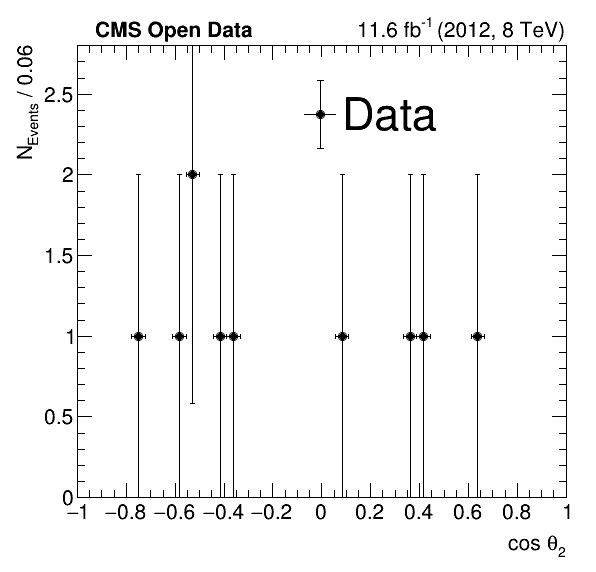 CMS Open Data 11.6 fb⁻¹ (2012, 8 TeV)
N_Events / 0.06
2.5
2
1.5
1
0.5
0
Data
−1 −0.8 −0.6 −0.4 −0.2 0 0.2 0.4 0.6 0.8 1
cos θ₂